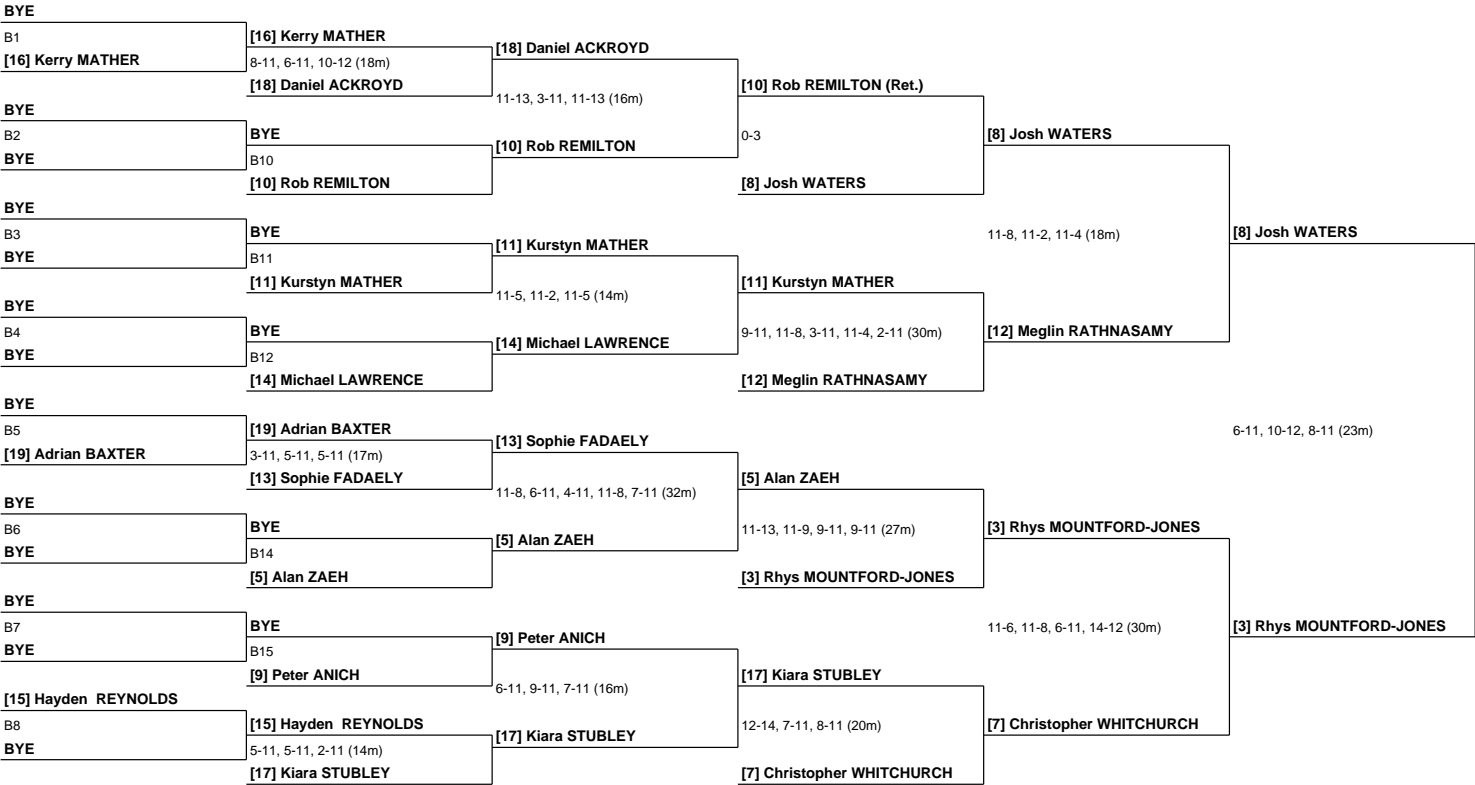 BYE
B1
[16] Kerry MATHER
BYE
B2
BYE
BYE
B3
BYE
BYE
B4
BYE
BYE
B5
[19] Adrian BAXTER
BYE
B6
BYE
BYE
B7
BYE
[15] Hayden  REYNOLDS
B8
BYE
[16] Kerry MATHER
8-11, 6-11, 10-12 (18m)
[18] Daniel ACKROYD
BYE
B10
[10] Rob REMILTON
BYE
B11
[11] Kurstyn MATHER
BYE
B12
[14] Michael LAWRENCE
[19] Adrian BAXTER
3-11, 5-11, 5-11 (17m)
[13] Sophie FADAELY
BYE
B14
[5] Alan ZAEH
BYE
B15
[9] Peter ANICH
[15] Hayden  REYNOLDS
5-11, 5-11, 2-11 (14m)
[17] Kiara STUBLEY
[18] Daniel ACKROYD
11-13, 3-11, 11-13 (16m)
[10] Rob REMILTON
[11] Kurstyn MATHER
11-5, 11-2, 11-5 (14m)
[14] Michael LAWRENCE
[13] Sophie FADAELY
11-8, 6-11, 4-11, 11-8, 7-11 (32m)
[5] Alan ZAEH
[9] Peter ANICH
6-11, 9-11, 7-11 (16m)
[17] Kiara STUBLEY
[10] Rob REMILTON (Ret.)
0-3
[8] Josh WATERS
[11] Kurstyn MATHER
9-11, 11-8, 3-11, 11-4, 2-11 (30m)
[12] Meglin RATHNASAMY
[5] Alan ZAEH
11-13, 11-9, 9-11, 9-11 (27m)
[3] Rhys MOUNTFORD-JONES
[17] Kiara STUBLEY
12-14, 7-11, 8-11 (20m)
[7] Christopher WHITCHURCH
[8] Josh WATERS
11-8, 11-2, 11-4 (18m)
[12] Meglin RATHNASAMY
[3] Rhys MOUNTFORD-JONES
11-6, 11-8, 6-11, 14-12 (30m)
[7] Christopher WHITCHURCH
[8] Josh WATERS
6-11, 10-12, 8-11 (23m)
[3] Rhys MOUNTFORD-JONES